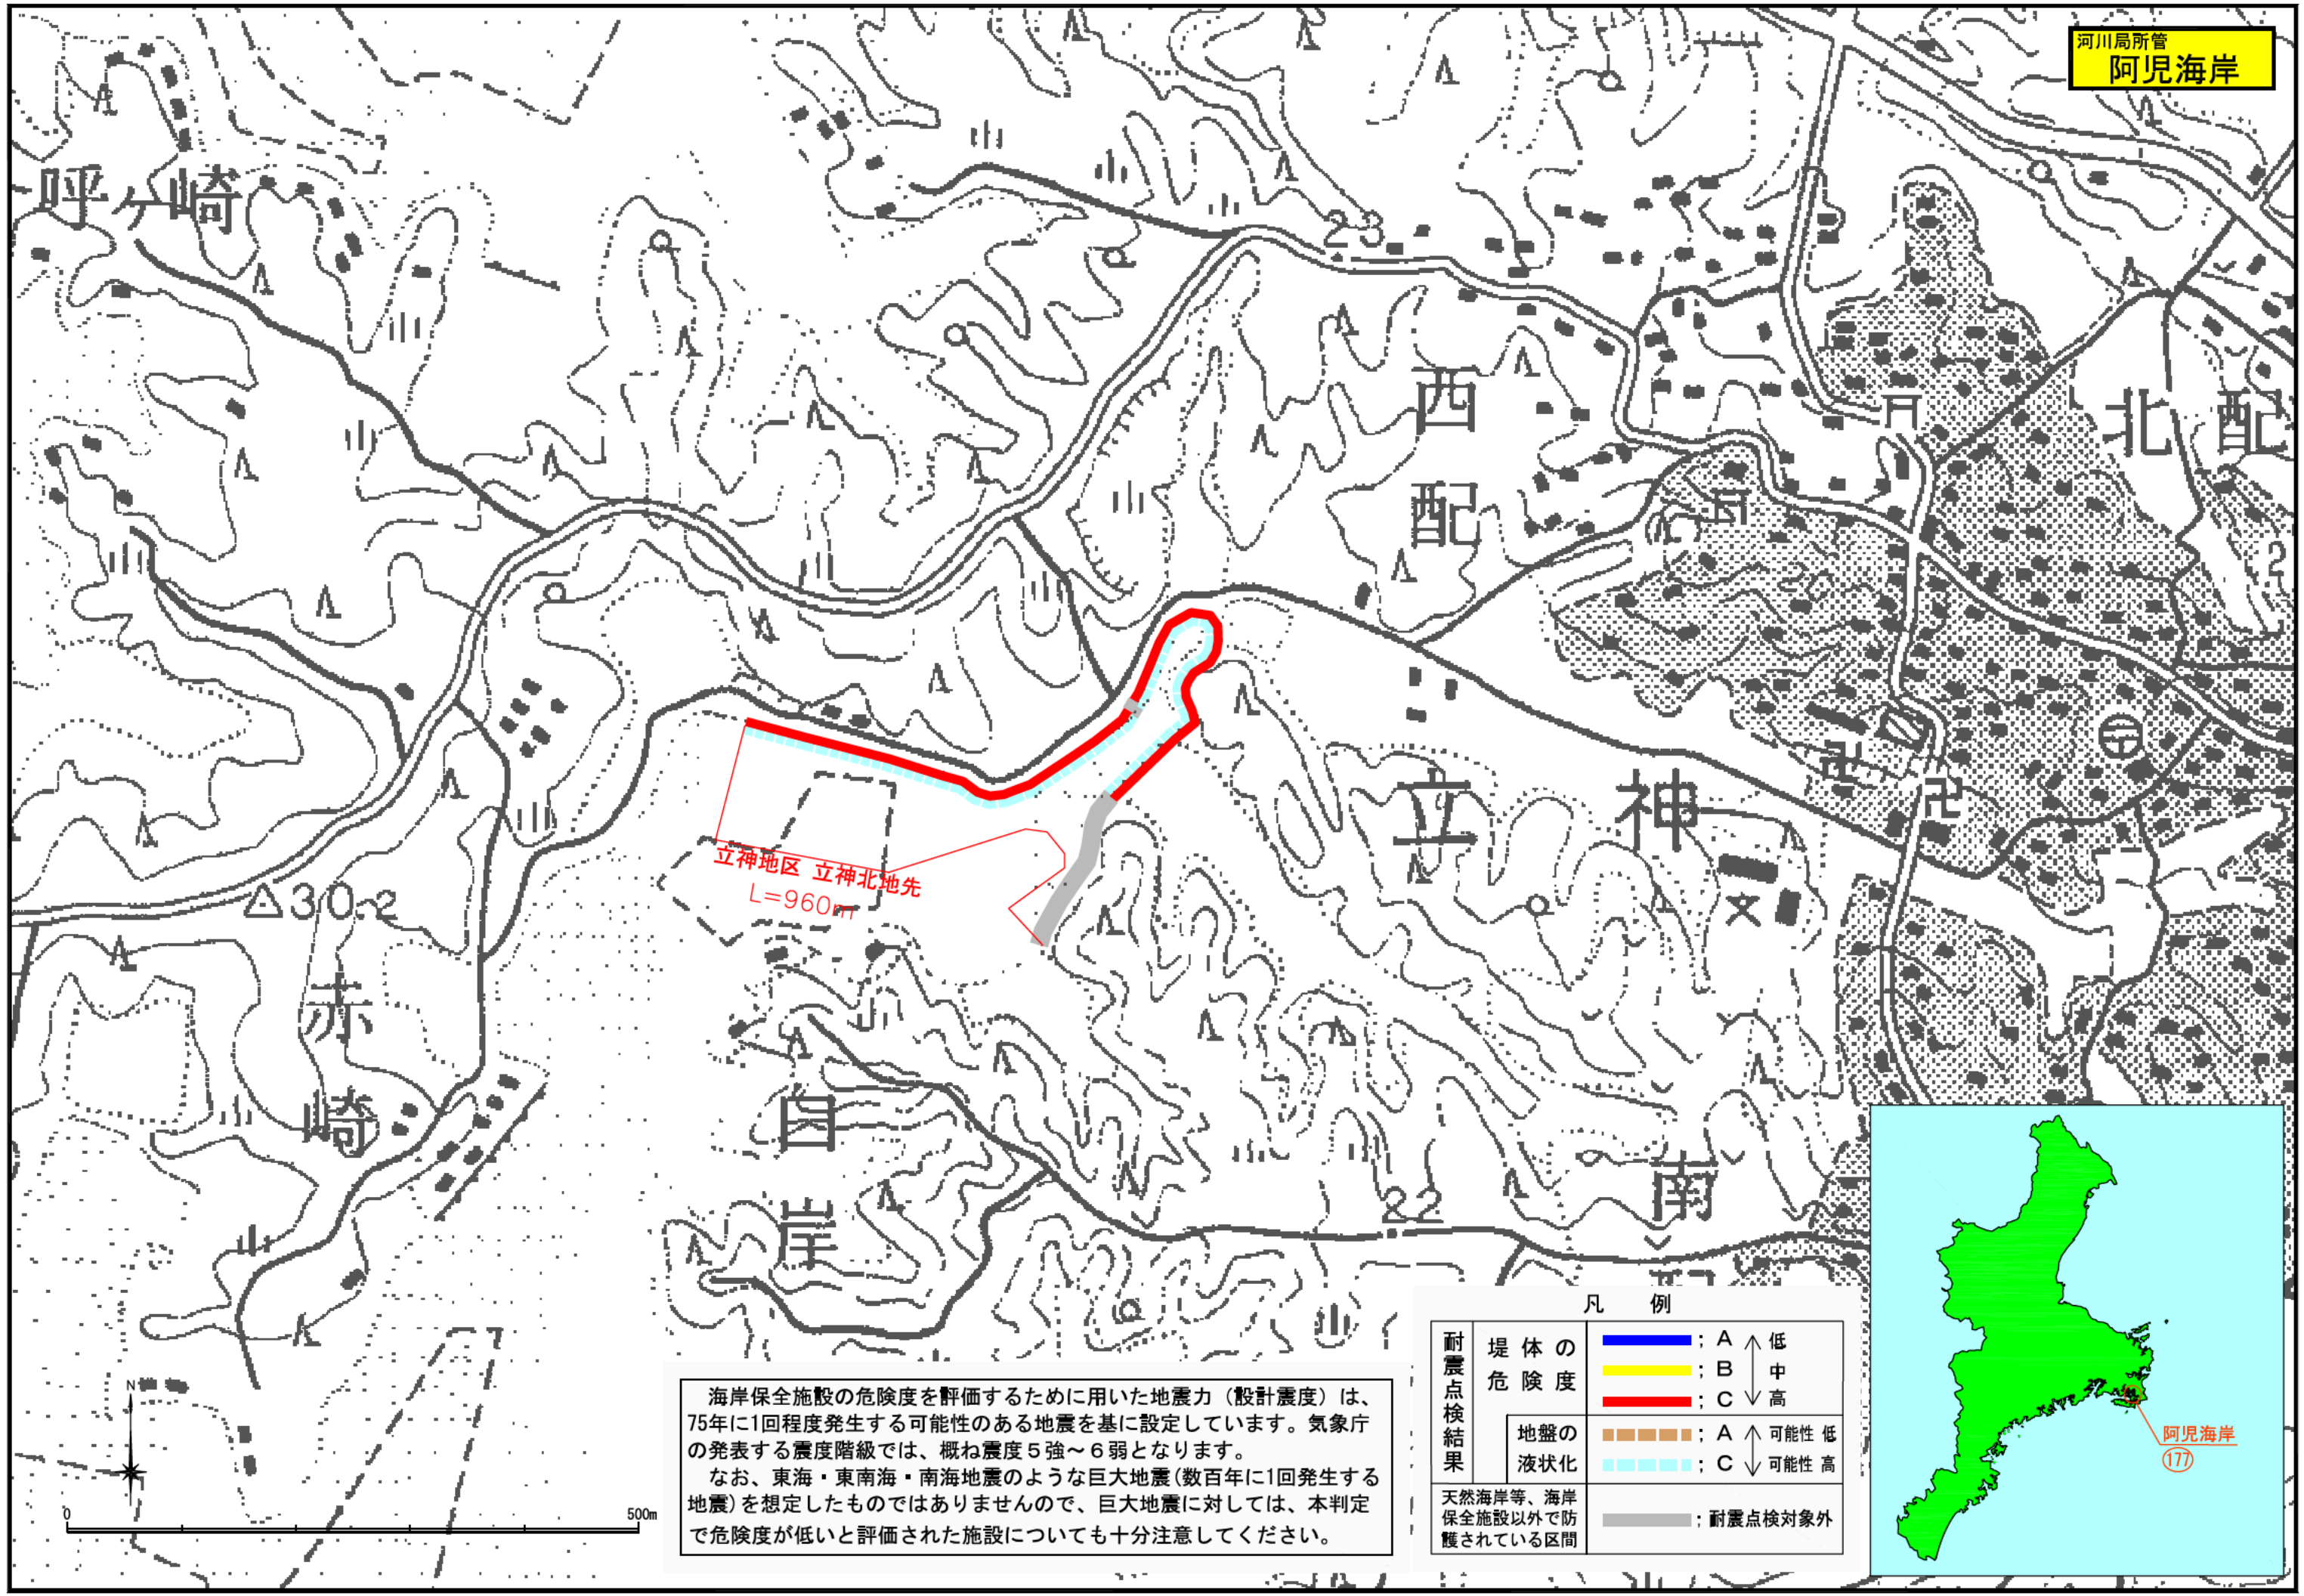 河川局所管
阿児海岸
呼ヶ崎
23
西配
北配
立神
立神地区 立神北地先
L=960m
30.2
赤崎
文
南
22
凡 例
耐震点検結果
堤体の
危険度
; A 低
; B 中
; C 高
地盤の
液状化
; A 可能性 低
; C 可能性 高
天然海岸等、海岸
保全施設以外で防
護されている区間
; 耐震点検対象外
海岸保全施設の危険度を評価するために用いた地震力(設計震度)は、
75年に1回程度発生する可能性のある地震を基に設定しています。気象庁
の発表する震度階級では、概ね震度5強~6弱となります。
なお、東海・東南海・南海地震のような巨大地震(数百年に1回発生する
地震)を想定したものではありませんので、巨大地震に対しては、本判定
で危険度が低いと評価された施設についても十分注意してください。
N
0
500m
阿児海岸
177